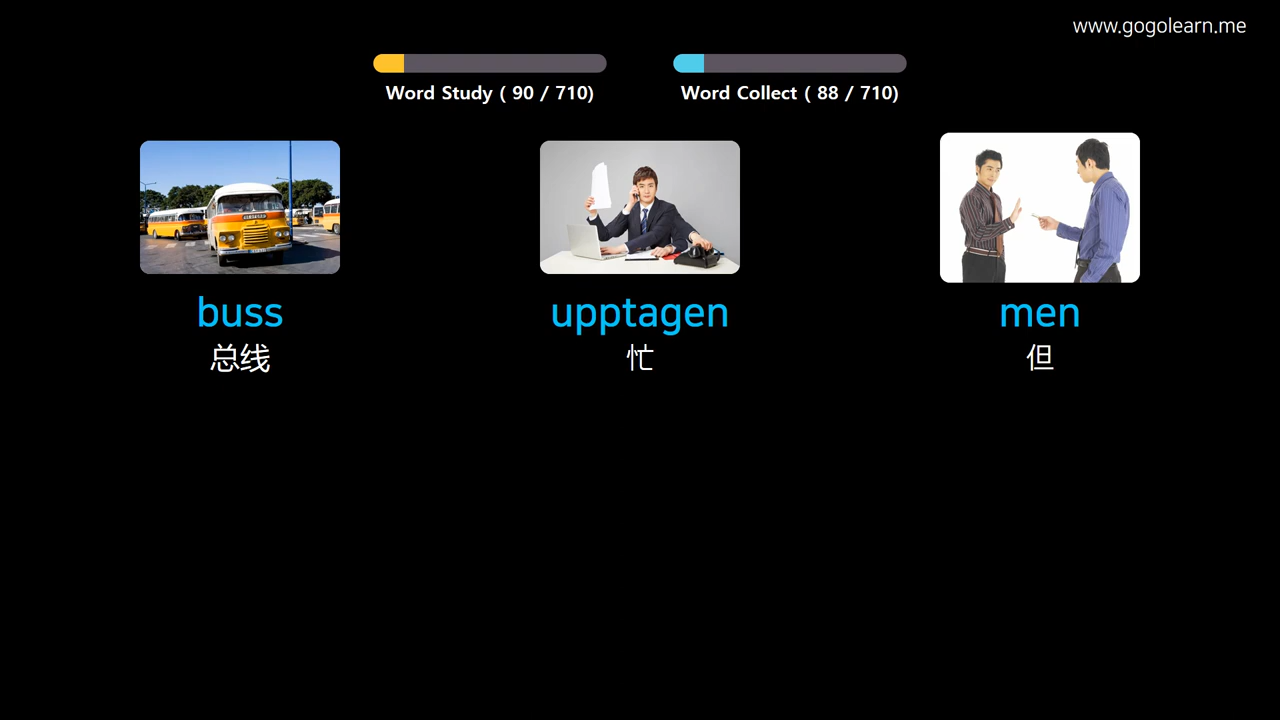 www.gogolearn.me
Word Study ( 90 / 710)
Word Collect ( 88 / 710)
buss
总线
upptagen
忙
men
但